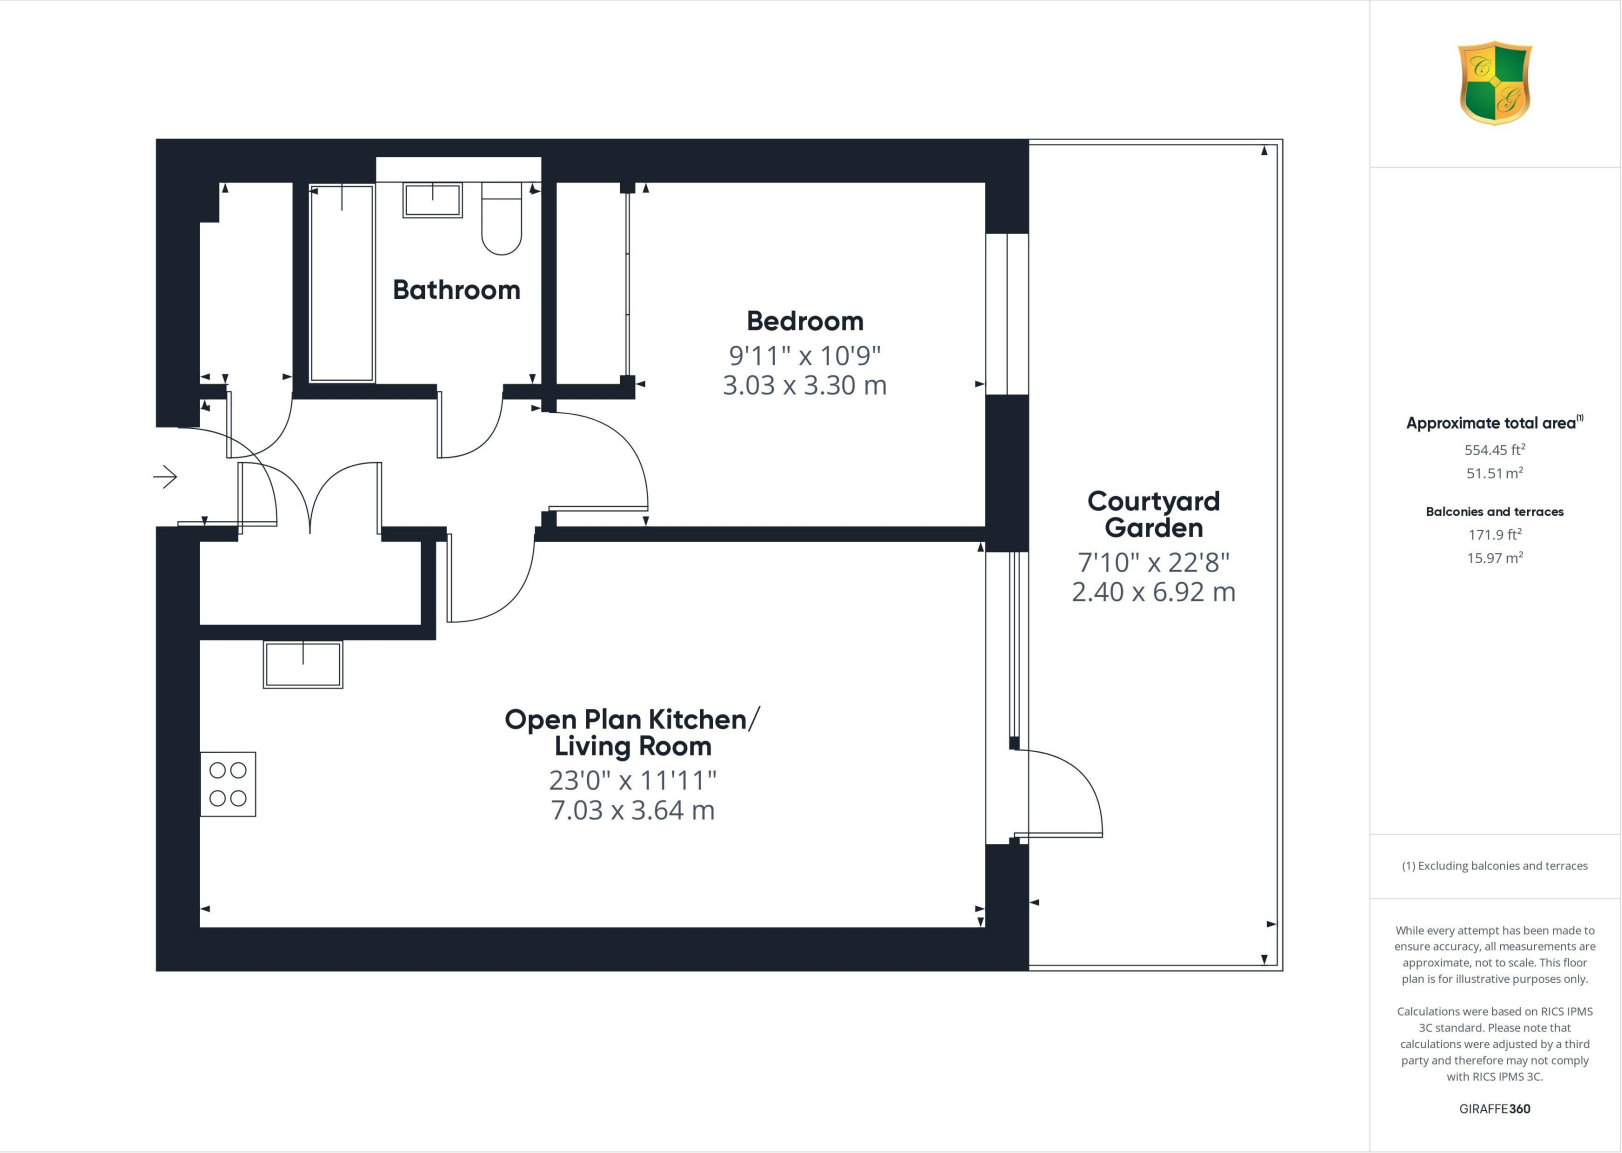 Bathroom
Bedroom
9'11" x 10'9"
3.03 x 3.30 m
Courtyard
Garden
7'10" x 22'8"
2.40 x 6.92 m
Open Plan Kitchen/
Living Room
23'0" x 11'11"
7.03 x 3.64 m
C
G
Approximate total area(1)
554.45 ft²
51.51 m²
Balconies and terraces
171.9 ft²
15.97 m²
(1) Excluding balconies and terraces
While every attempt has been made to
ensure accuracy, all measurements are
approximate, not to scale. This floor
plan is for illustrative purposes only.
Calculations were based on RICS IPMS
3C standard. Please note that
calculations were adjusted by a third
party and therefore may not comply
with RICS IPMS 3C.
GIRAFFE360